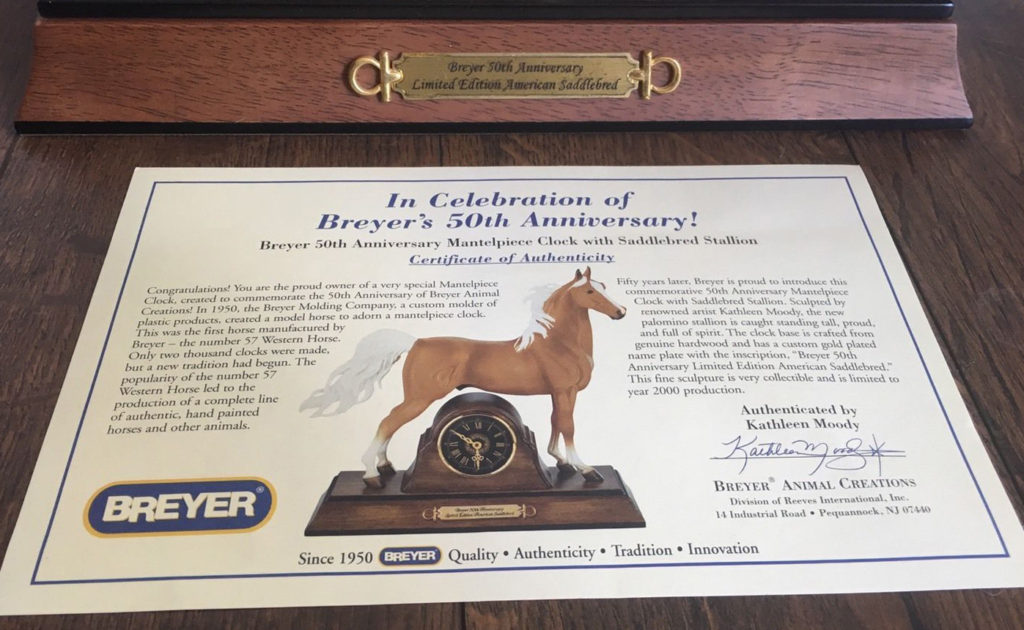 Breyer 50th Anniversary
Limited Edition American Saddlebred
In Celebration of
Breyer's 50th Anniversary!
Breyer 50th Anniversary Mantelpiece Clock with Saddlebred Stallion
Certificate of Authenticity
Congratulations! You are the proud owner of a very special Mantelpiece
Clock, created to commemorate the 50th Anniversary of Breyer Animal
Creations! In 1950, the Breyer Molding Company, a custom molder of
plastic products, created a model horse to adorn a mantelpiece clock.
This was the first horse manufactured by
Breyer – the number 57 Western Horse.
Only two thousand clocks were made,
but a new tradition had begun. The
popularity of the number 57
Western Horse led to the
production of a complete line
of authentic, hand painted
horses and other animals.
Fifty years later, Breyer is proud to introduce this
commemorative 50th Anniversary Mantelpiece
Clock with Saddlebred Stallion. Sculpted by
renowned artist Kathleen Moody, the new
palomino stallion is caught standing tall, proud,
and full of spirit. The clock base is crafted from
genuine hardwood and has a custom gold plated
name plate with the inscription, "Breyer 50th
Anniversary Limited Edition American Saddlebred."
This fine sculpture is very collectible and is limited to
year 2000 production.
Authenticated by
Kathleen Moody
Kathleen Moody
BREYER® ANIMAL CREATIONS
Division of Reeves International, Inc.
14 Industrial Road • Pequannock, NJ 07440
BREYER®
Breyer 50th Anniversary
Limited Edition American Saddlebred
Since 1950 BREYER Quality • Authenticity • Tradition • Innovation